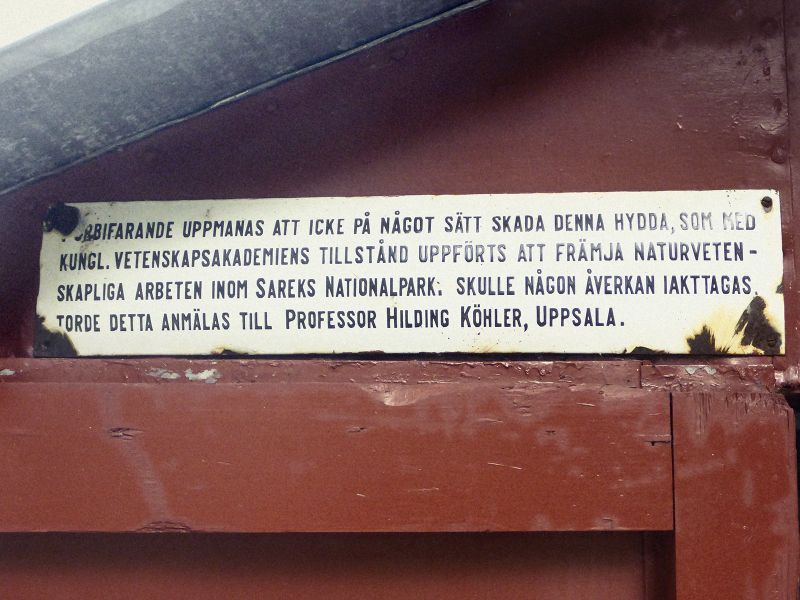 FÖRBIFARANDE UPPMANAS ATT ICKE PÅ NÅGOT SÄTT SKADA DENNA HYDDA, SOM MED
KUNGL. VETENSKAPSAKADEMIENS TILLSTÅND UPPFÖRTS ATT FRÄMJA NATURVETEN-
SKAPLIGA ARBETEN INOM SAREKS NATIONALPARK. SKULLE NÅGON ÅVERKAN IAKTTAGAS,
TORDE DETTA ANMÄLAS TILL PROFESSOR HILDING KÖHLER, UPPSALA.